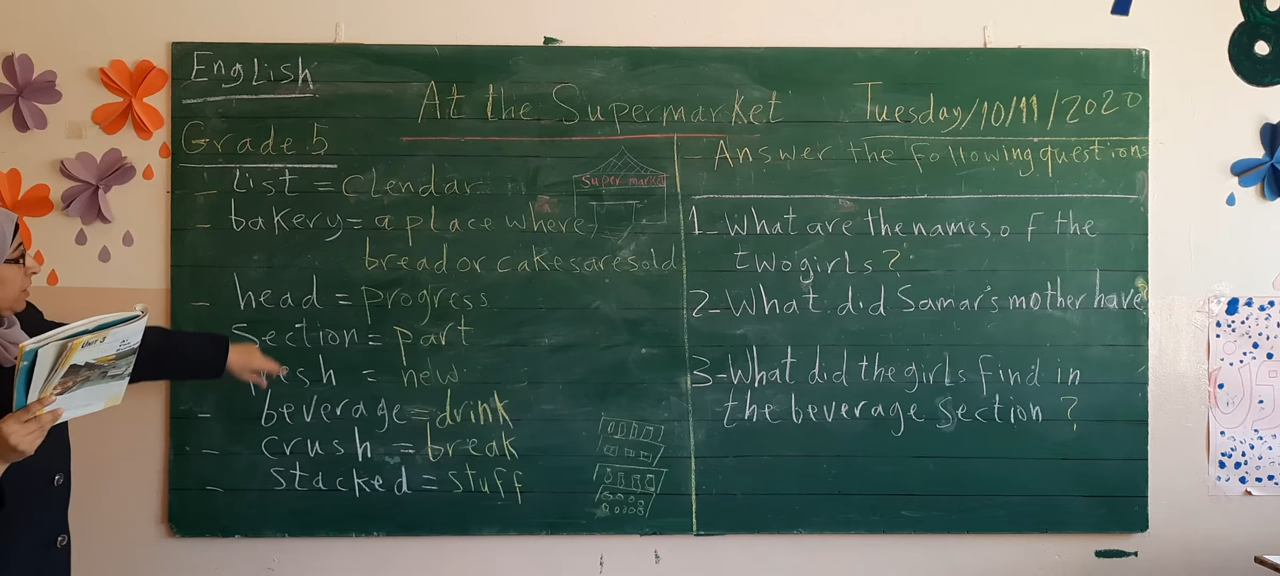 English
At the Supermarket
Tuesday/10/11/2020
Grade 5
- List = Clendar
- bakery = a place where
bread or cakes are sold
- head = progress
Section = part
= new
- beverage = drink
- crush = break
- stacked = stuff
Super market
- Answer the following questions
1- What are the names of the
two girls?
2- What did Samar's mother have?
3- What did the girls find in
the beverage section ?
Unit 3